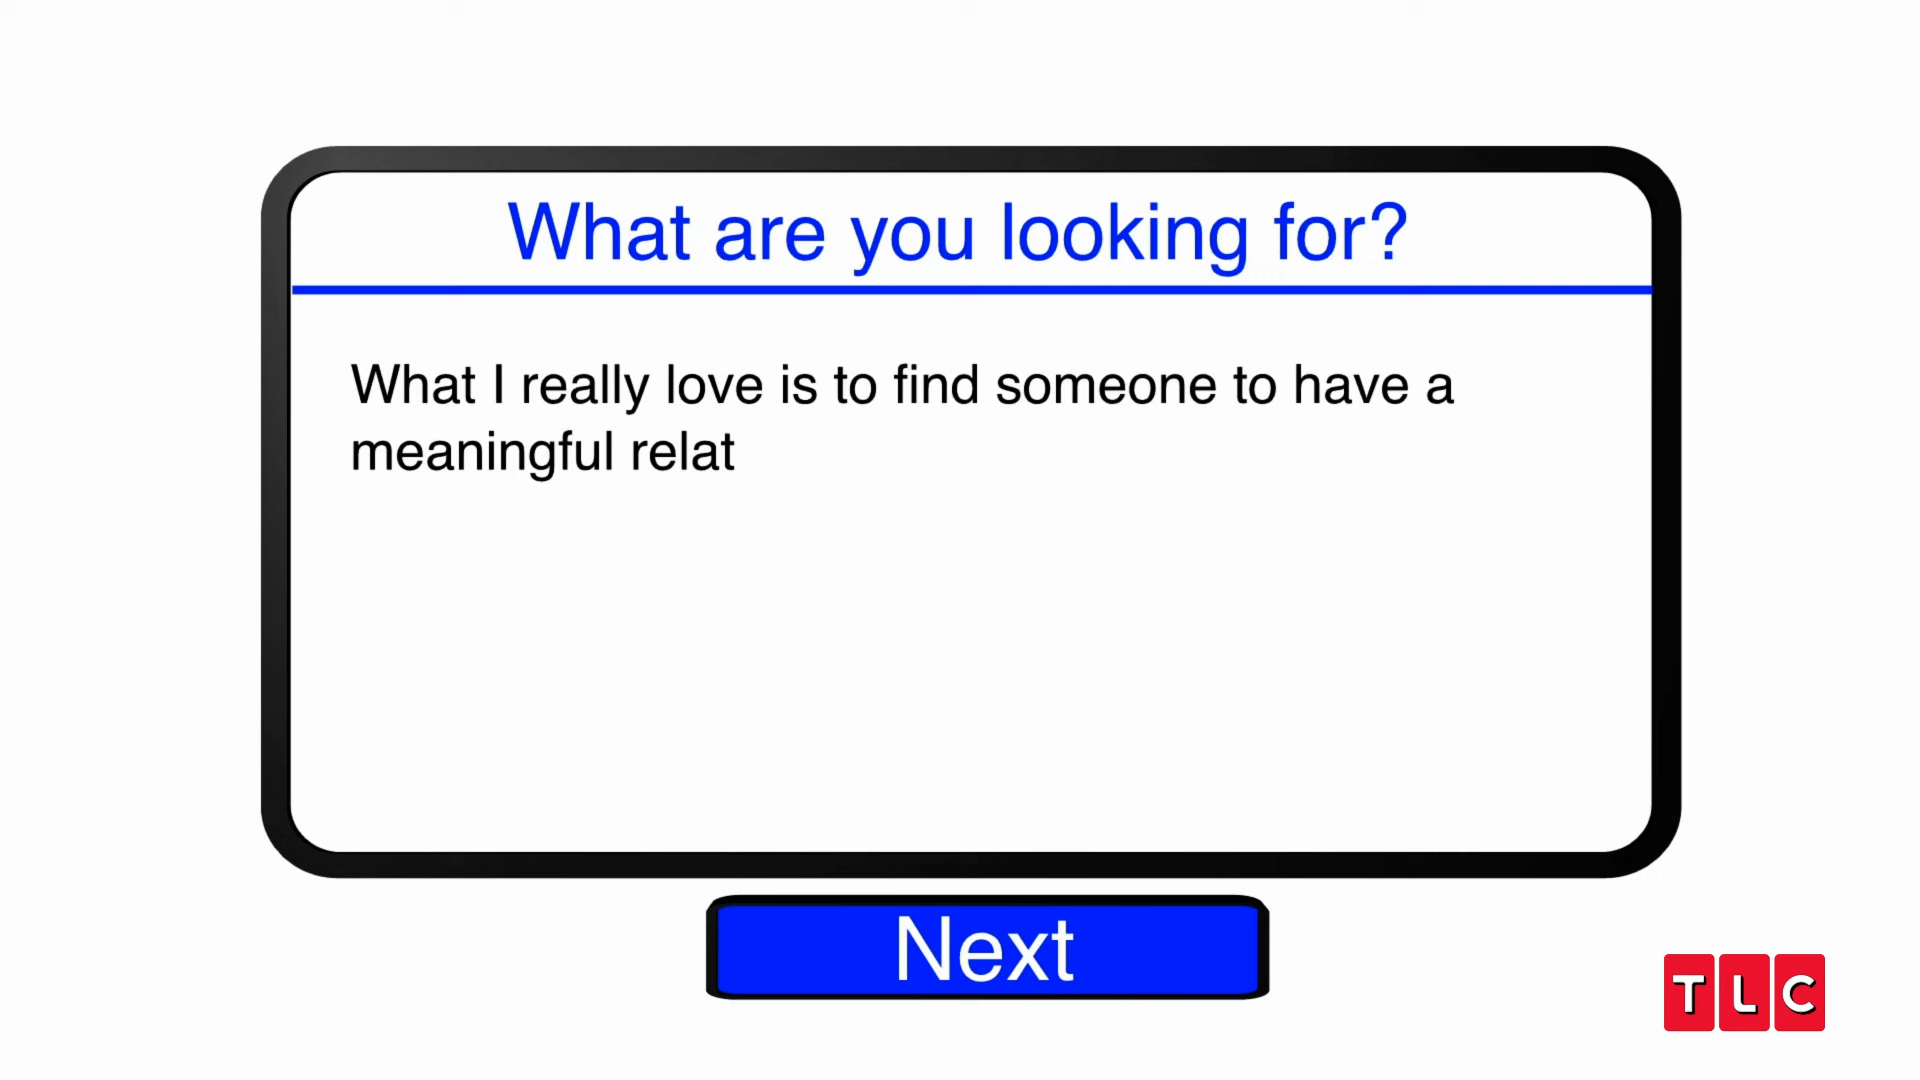 What are you looking for?
What I really love is to find someone to have a
meaningful relat
Next
TLC